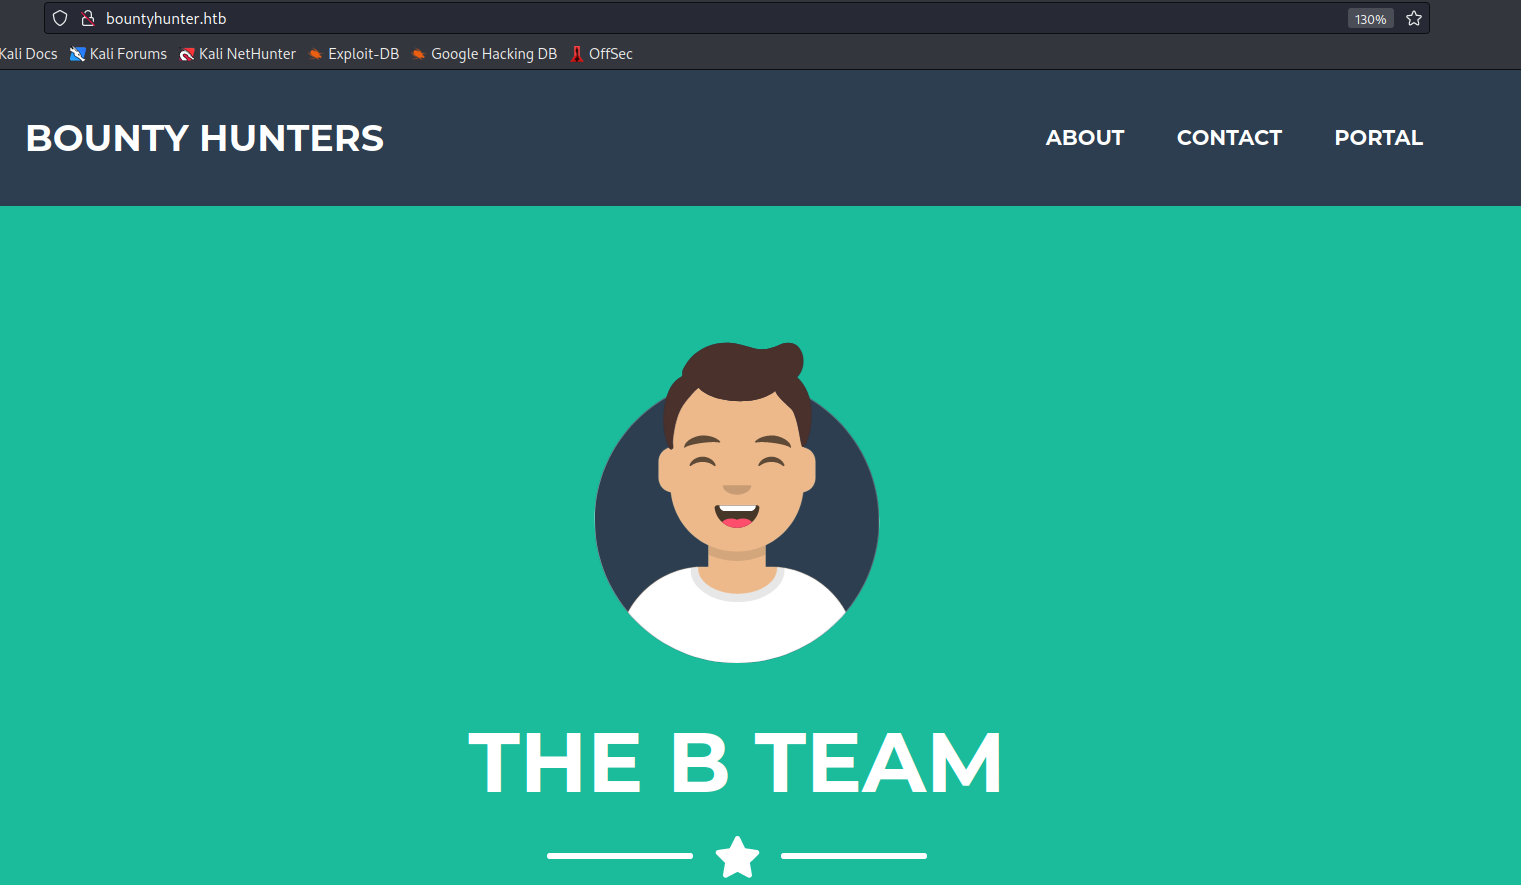 bountyhunter.htb 130%
Kali Docs Kali Forums Kali NetHunter Exploit-DB Google Hacking DB OffSec
BOUNTY HUNTERS ABOUT CONTACT PORTAL
THE B TEAM